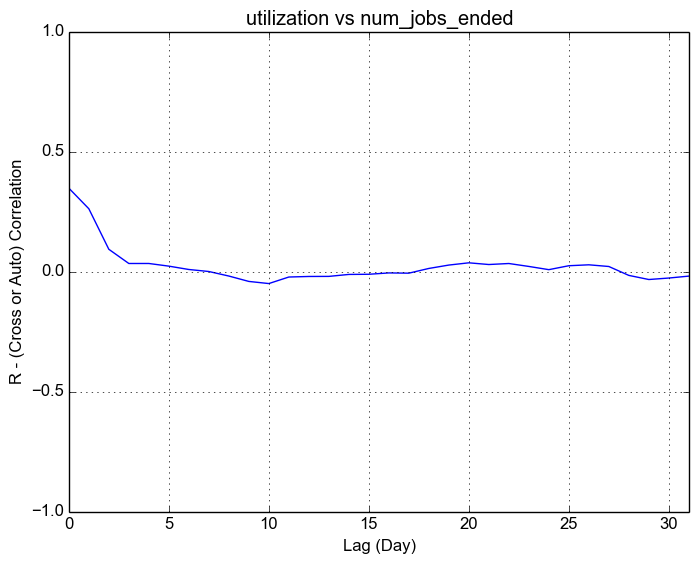 utilization vs num_jobs_ended
1.0
0.5
0.0
−0.5
−1.0
R - (Cross or Auto) Correlation
0 5 10 15 20 25 30
Lag (Day)